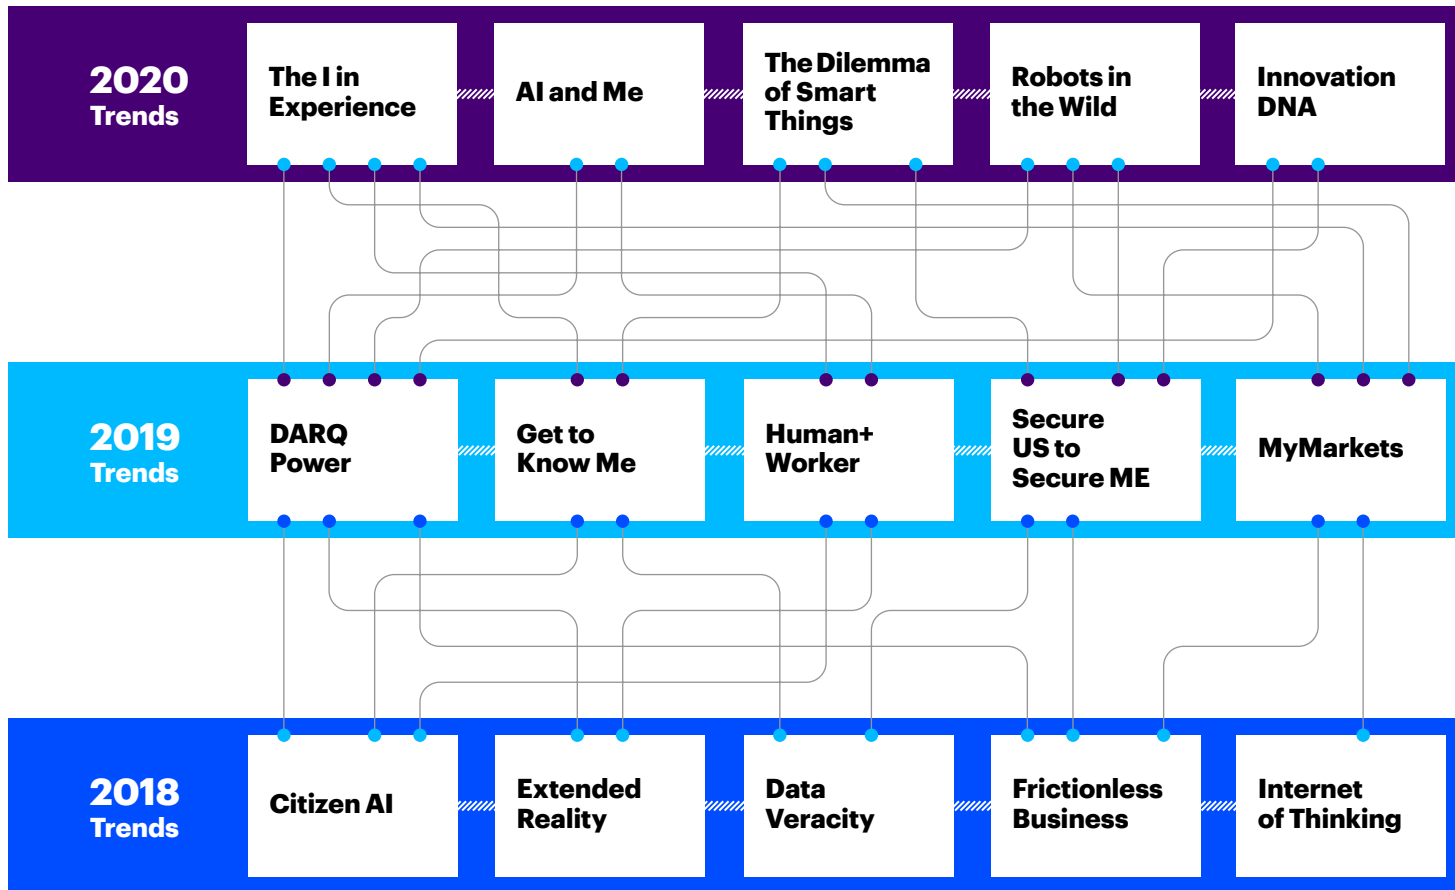 2020
Trends
The I in
Experience
AI and Me
The Dilemma
of Smart
Things
Robots in
the Wild
Innovation
DNA
2019
Trends
DARQ
Power
Get to
Know Me
Human+
Worker
Secure
US to
Secure ME
MyMarkets
2018
Trends
Citizen AI
Extended
Reality
Data
Veracity
Frictionless
Business
Internet
of Thinking